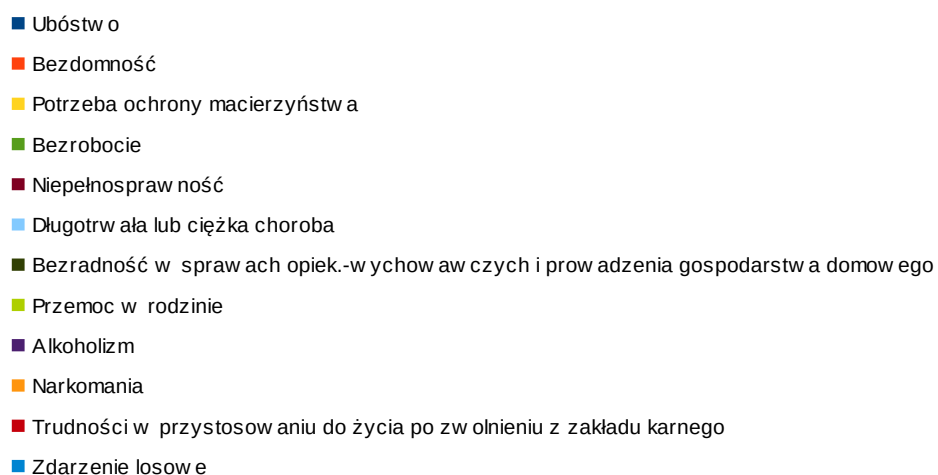 Ubóstwo
Bezdomność
Potrzeba ochrony macierzyństwa
Bezrobocie
Niepełnosprawność
Długotrwała lub ciężka choroba
Bezradność w sprawach opiek.-wychowawczych i prowadzenia gospodarstwa domowego
Przemoc w rodzinie
Alkoholizm
Narkomania
Trudności w przystosowaniu do życia po zwolnieniu z zakładu karnego
Zdarzenie losowe